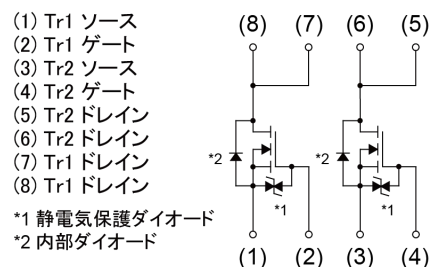 (1) Tr1 ソース
(2) Tr1 ゲート
(3) Tr2 ソース
(4) Tr2 ゲート
(5) Tr2 ドレイン
(6) Tr2 ドレイン
(7) Tr1 ドレイン
(8) Tr1 ドレイン
*1 静電気保護ダイオード
*2 内部ダイオード
(8) (7) (6) (5)
*2 *2
*1 *1
(1) (2) (3) (4)